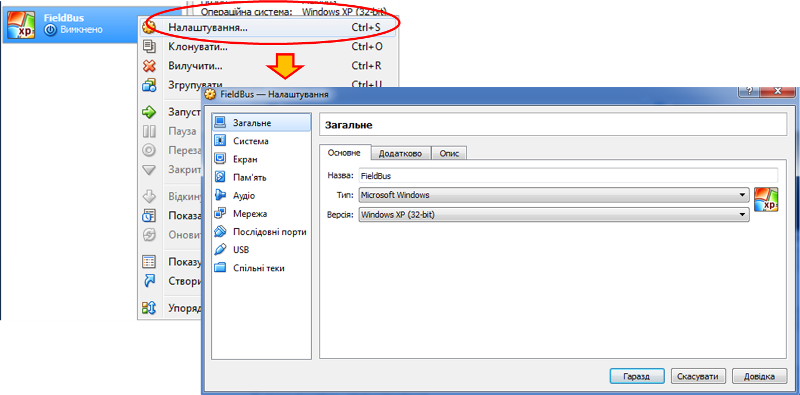 FieldBus
Вимкнено
Операційна система: Windows XP (32-bit)
Налаштування... Ctrl+S
Клонувати... Ctrl+O
Вилучити... Ctrl+R
Згрупувати Ctrl+U
Запуст
Пауза
Переза
Закрит
Відкину
Показа
Оновит
Показу
Створи
Упоряд
FieldBus — Налаштування
Загальне
Система
Екран
Пам'ять
Аудіо
Мережа
Послідовні порти
USB
Спільні теки
Загальне
Основне Додатково Опис
Назва: FieldBus
Тип: Microsoft Windows
Версія: Windows XP (32-bit)
Гаразд Скасувати Довідка